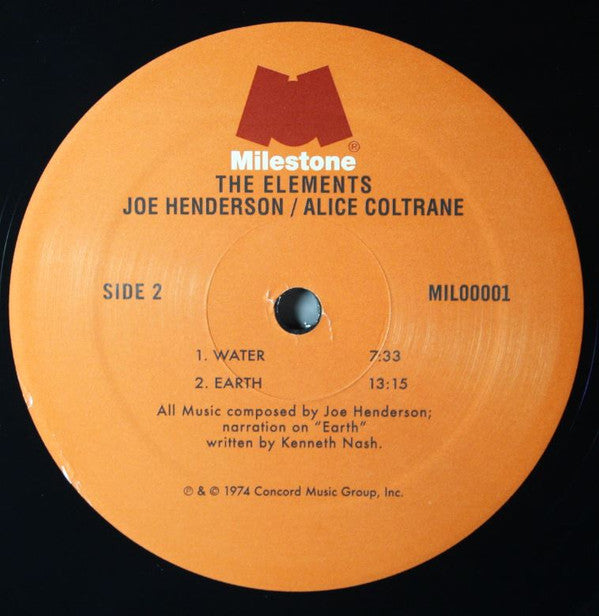 ®
Milestone
THE ELEMENTS
JOE HENDERSON / ALICE COLTRANE
SIDE 2
MIL00001
1. WATER 7:33
2. EARTH 13:15
All Music composed by Joe Henderson;
narration on "Earth"
written by Kenneth Nash.
℗ & © 1974 Concord Music Group, Inc.